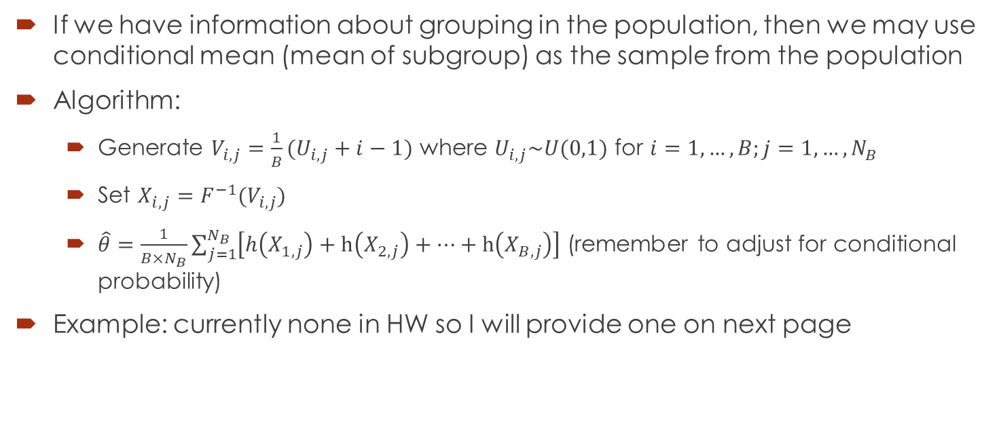 If we have information about grouping in the population, then we may use
conditional mean (mean of subgroup) as the sample from the population
Algorithm:
Generate $V_{i,j} = \frac{1}{B}(U_{i,j} + i - 1)$ where $U_{i,j} \sim U(0,1)$ for $i = 1, \dots, B; j = 1, \dots, N_B$
Set $X_{i,j} = F^{-1}(V_{i,j})$
$\hat{\theta} = \frac{1}{B \times N_B} \sum_{j=1}^{N_B} [h(X_{1,j}) + \mathrm{h}(X_{2,j}) + \cdots + \mathrm{h}(X_{B,j})]$ (remember to adjust for conditional
probability)
Example: currently none in HW so I will provide one on next page